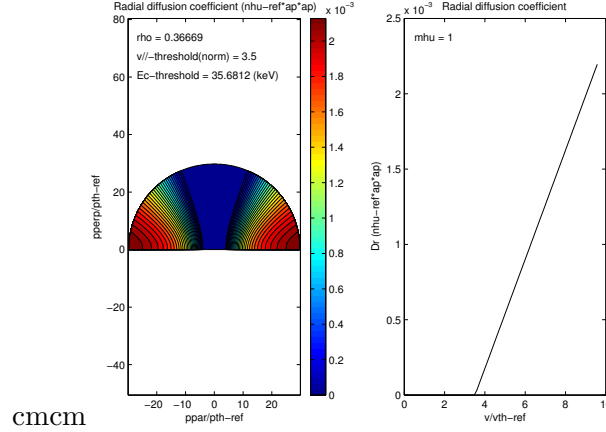 Radial diffusion coefficient (nhu-ref*ap*ap)
x 10⁻³
rho = 0.36669
v//-threshold(norm) = 3.5
Ec-threshold = 35.6812 (keV)
80
60
40
20
0
-20
-40
pperp/pth-ref
-20
-10
0
10
20
ppar/pth-ref
2
1.8
1.6
1.4
1.2
1
0.8
0.6
0.4
0.2
0
x 10⁻³
Radial diffusion coefficient
mhu = 1
2.5
2
1.5
1
0.5
0
Dr (nhu-ref*ap*ap)
0
2
4
6
8
v/vth-ref
cmcm